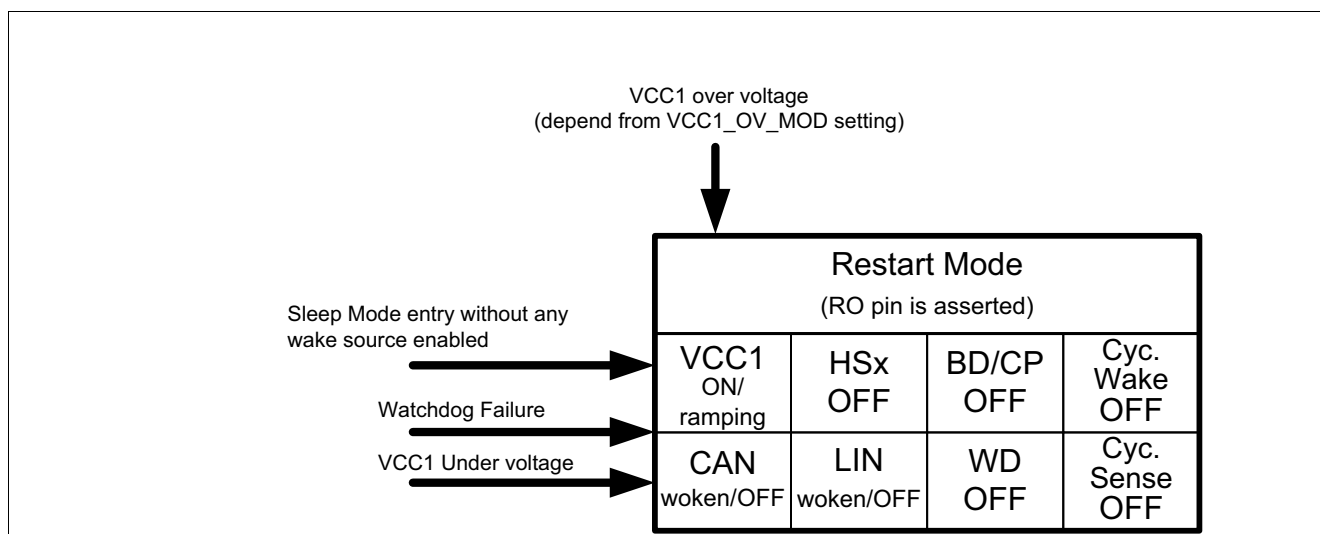 VCC1 over voltage
(depend from VCC1_OV_MOD setting)
Restart Mode
(RO pin is asserted)
Sleep Mode entry without any
wake source enabled
Watchdog Failure
VCC1 Under voltage
VCC1
ON/
ramping
HSx
OFF
BD/CP
OFF
Cyc.
Wake
OFF
CAN
woken/OFF
LIN
woken/OFF
WD
OFF
Cyc.
Sense
OFF